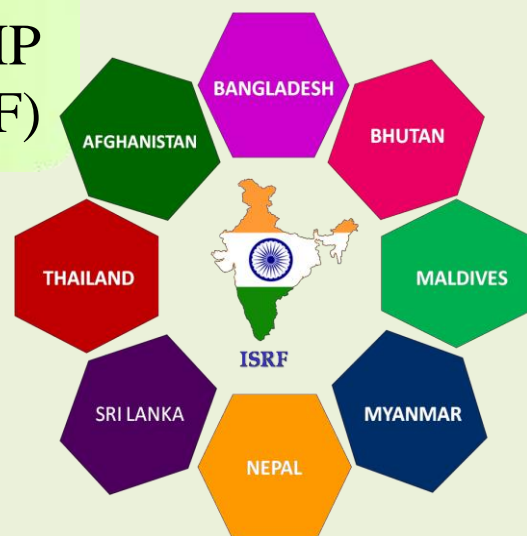 IP
F)
BANGLADESH
BHUTAN
AFGHANISTAN
THAILAND
MALDIVES
ISRF
SRI LANKA
MYANMAR
NEPAL